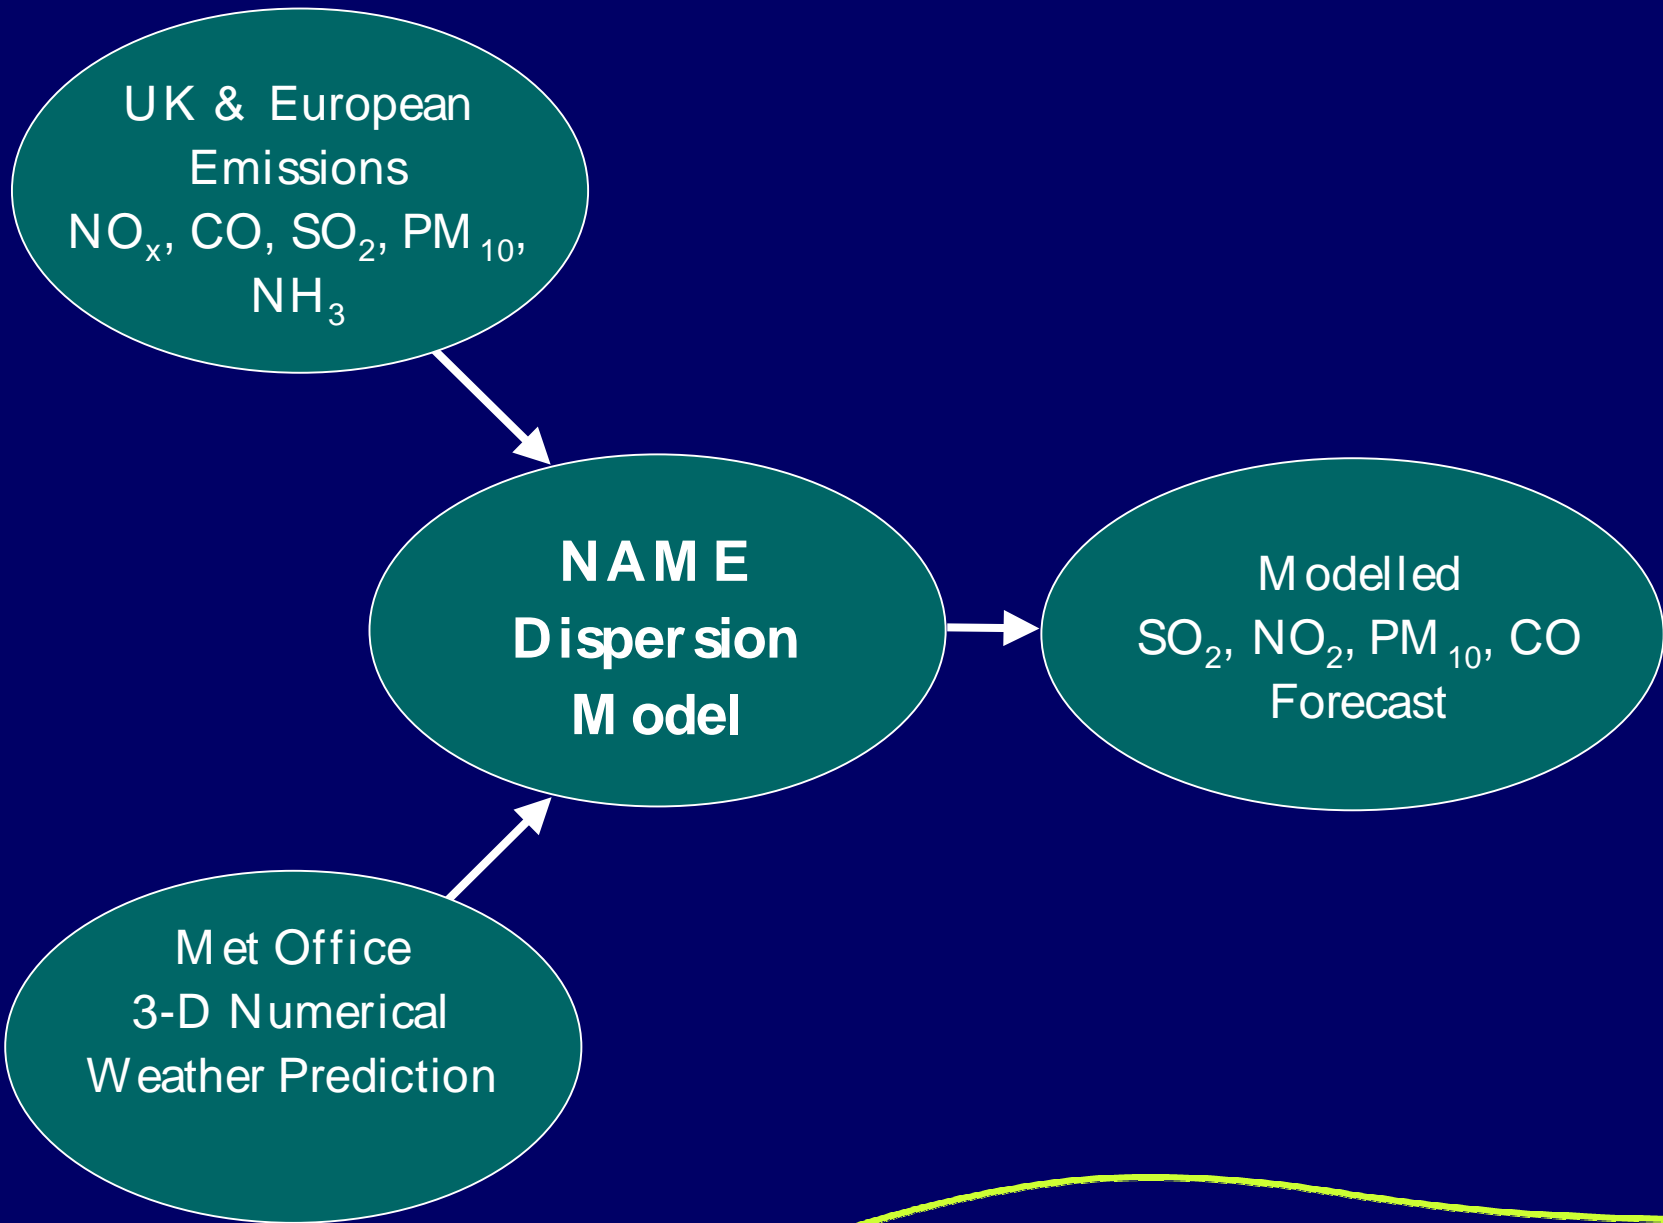 UK & European
Emissions
NOₓ, CO, SO₂, PM₁₀,
NH₃
NAME
Dispersion
Model
Modelled
SO₂, NO₂, PM₁₀, CO
Forecast
Met Office
3-D Numerical
Weather Prediction